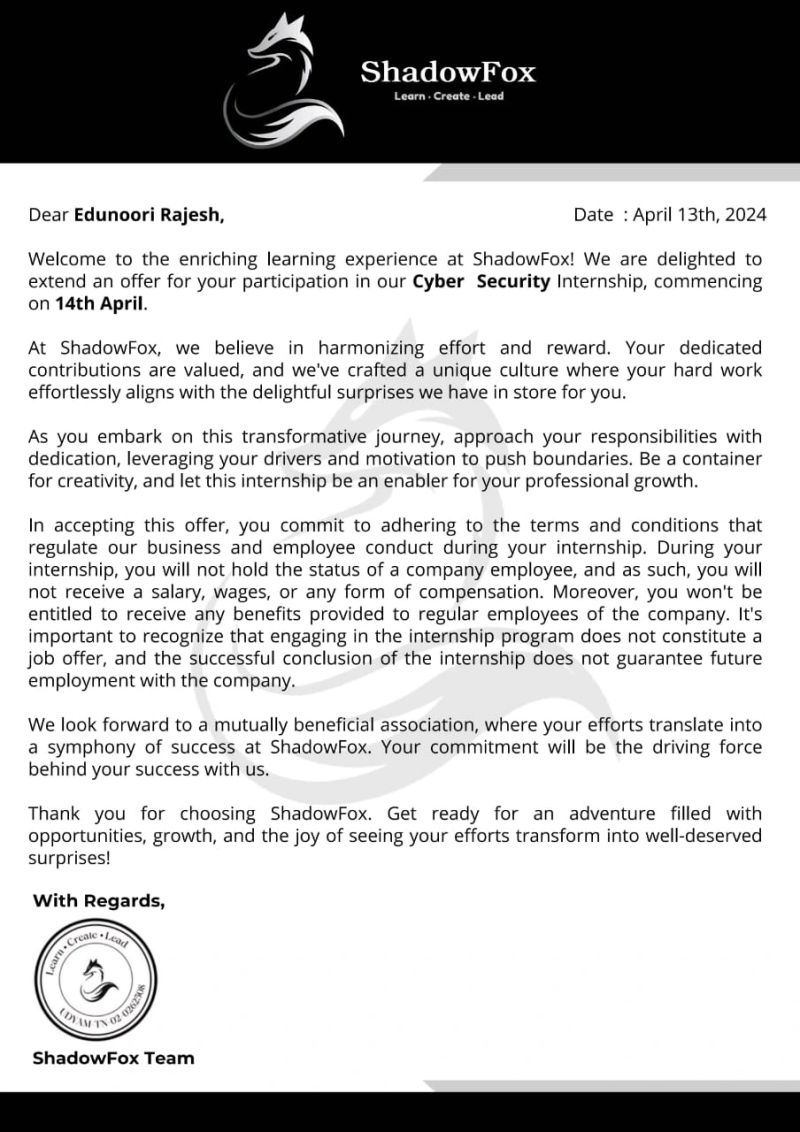 ShadowFox
Learn · Create · Lead
Dear Edunoori Rajesh,
Date : April 13th, 2024
Welcome to the enriching learning experience at ShadowFox! We are delighted to
extend an offer for your participation in our Cyber Security Internship, commencing
on 14th April.
At ShadowFox, we believe in harmonizing effort and reward. Your dedicated
contributions are valued, and we've crafted a unique culture where your hard work
effortlessly aligns with the delightful surprises we have in store for you.
As you embark on this transformative journey, approach your responsibilities with
dedication, leveraging your drivers and motivation to push boundaries. Be a container
for creativity, and let this internship be an enabler for your professional growth.
In accepting this offer, you commit to adhering to the terms and conditions that
regulate our business and employee conduct during your internship. During your
internship, you will not hold the status of a company employee, and as such, you will
not receive a salary, wages, or any form of compensation. Moreover, you won't be
entitled to receive any benefits provided to regular employees of the company. It's
important to recognize that engaging in the internship program does not constitute a
job offer, and the successful conclusion of the internship does not guarantee future
employment with the company.
We look forward to a mutually beneficial association, where your efforts translate into
a symphony of success at ShadowFox. Your commitment will be the driving force
behind your success with us.
Thank you for choosing ShadowFox. Get ready for an adventure filled with
opportunities, growth, and the joy of seeing your efforts transform into well-deserved
surprises!
With Regards,
Learn • Create • Lead
UDYAM-TN-02-0262508
ShadowFox Team